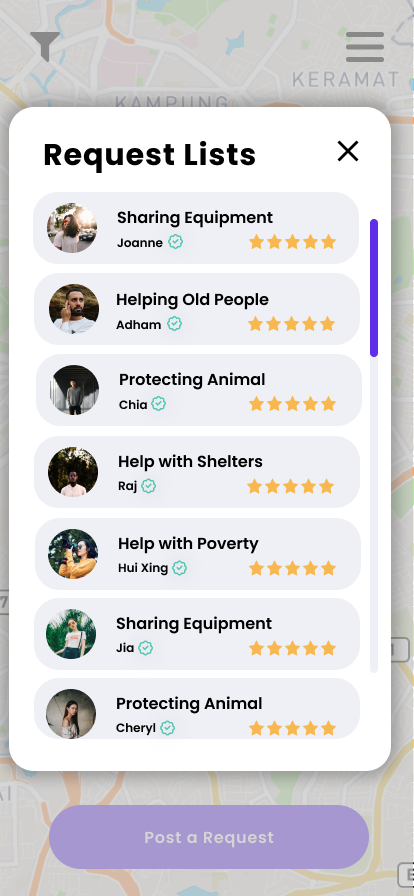 KERAMAT
KAMPUNG
Request Lists
Sharing Equipment
Joanne
Helping Old People
Adham
Protecting Animal
Chia
Help with Shelters
Raj
Help with Poverty
Hui Xing
Sharing Equipment
Jia
Protecting Animal
Cheryl
Post a Request